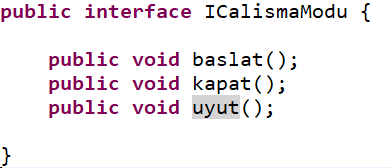 public interface ICalismaModu {
public void baslat();
public void kapat();
public void uyut();
}